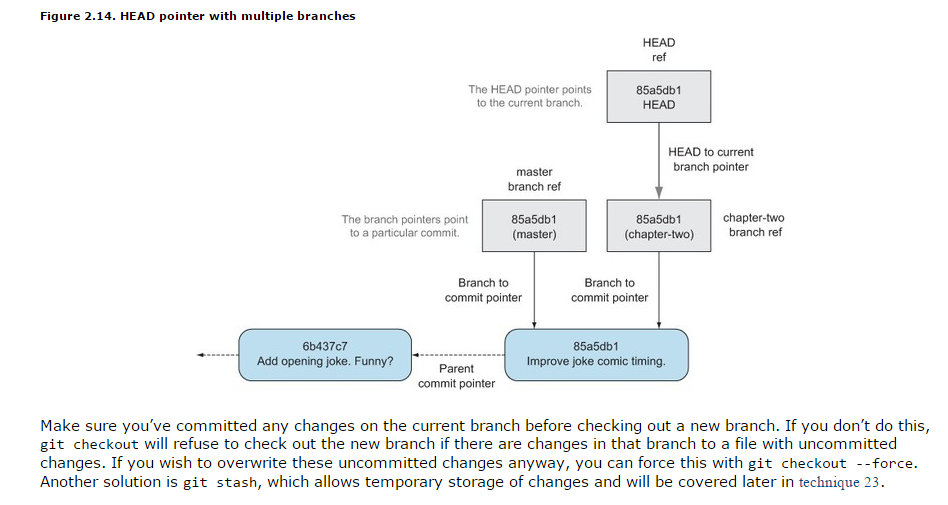 Figure 2.14. HEAD pointer with multiple branches
HEAD
ref
The HEAD pointer points
to the current branch.
85a5db1
HEAD
HEAD to current
branch pointer
master
branch ref
The branch pointers point
to a particular commit.
85a5db1
(master)
85a5db1
(chapter-two)
chapter-two
branch ref
Branch to
commit pointer
Branch to
commit pointer
6b437c7
Add opening joke. Funny?
Parent
commit pointer
85a5db1
Improve joke comic timing.
Make sure you’ve committed any changes on the current branch before checking out a new branch. If you don’t do this,
git checkout will refuse to check out the new branch if there are changes in that branch to a file with uncommitted
changes. If you wish to overwrite these uncommitted changes anyway, you can force this with git checkout --force.
Another solution is git stash, which allows temporary storage of changes and will be covered later in technique 23.